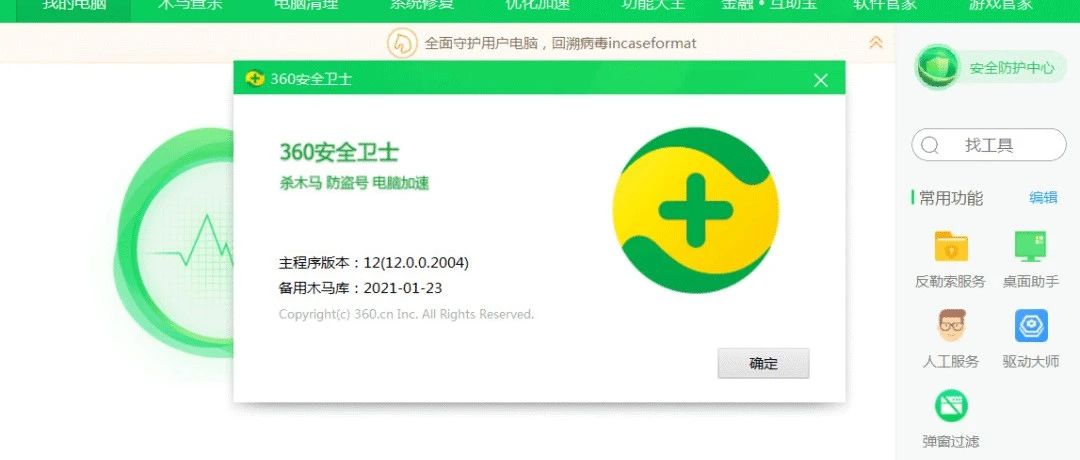 我的电脑 木马查杀 电脑清理 系统修复 优化加速 功能大全 金融·互助宝 软件管家 游戏管家
全面守护用户电脑，回溯病毒incaseformat
安全防护中心
360安全卫士
找工具
360安全卫士
杀木马 防盗号 电脑加速
常用功能 编辑
主程序版本：12(12.0.0.2004)
备用木马库：2021-01-23
Copyright(c) 360.cn Inc. All Rights Reserved.
反勒索服务 桌面助手
确定
人工服务 驱动大师
弹窗过滤